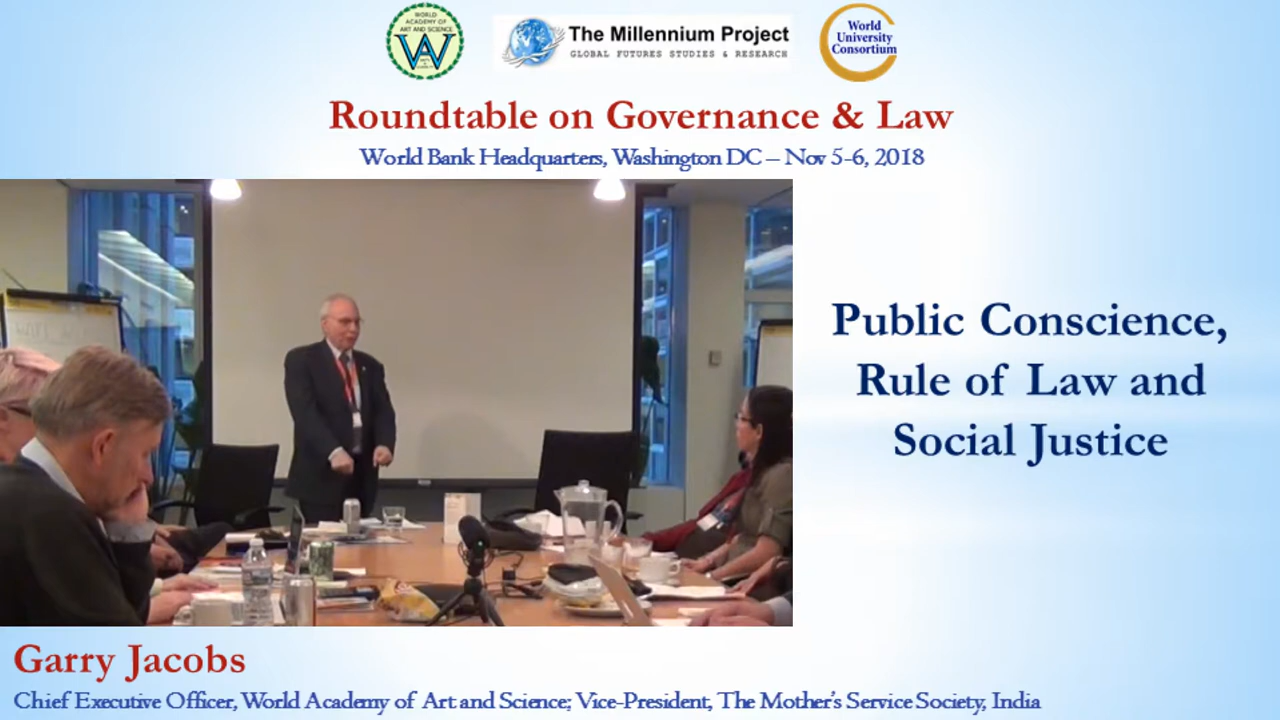 WORLD
ACADEMY OF
ART AND SCIENCE
The Millennium Project
GLOBAL FUTURES STUDIES & RESEARCH
World
University
Consortium
Roundtable on Governance & Law
World Bank Headquarters, Washington DC – Nov 5-6, 2018
Public Conscience,
Rule of Law and
Social Justice
Garry Jacobs
Chief Executive Officer, World Academy of Art and Science; Vice-President, The Mother's Service Society, India